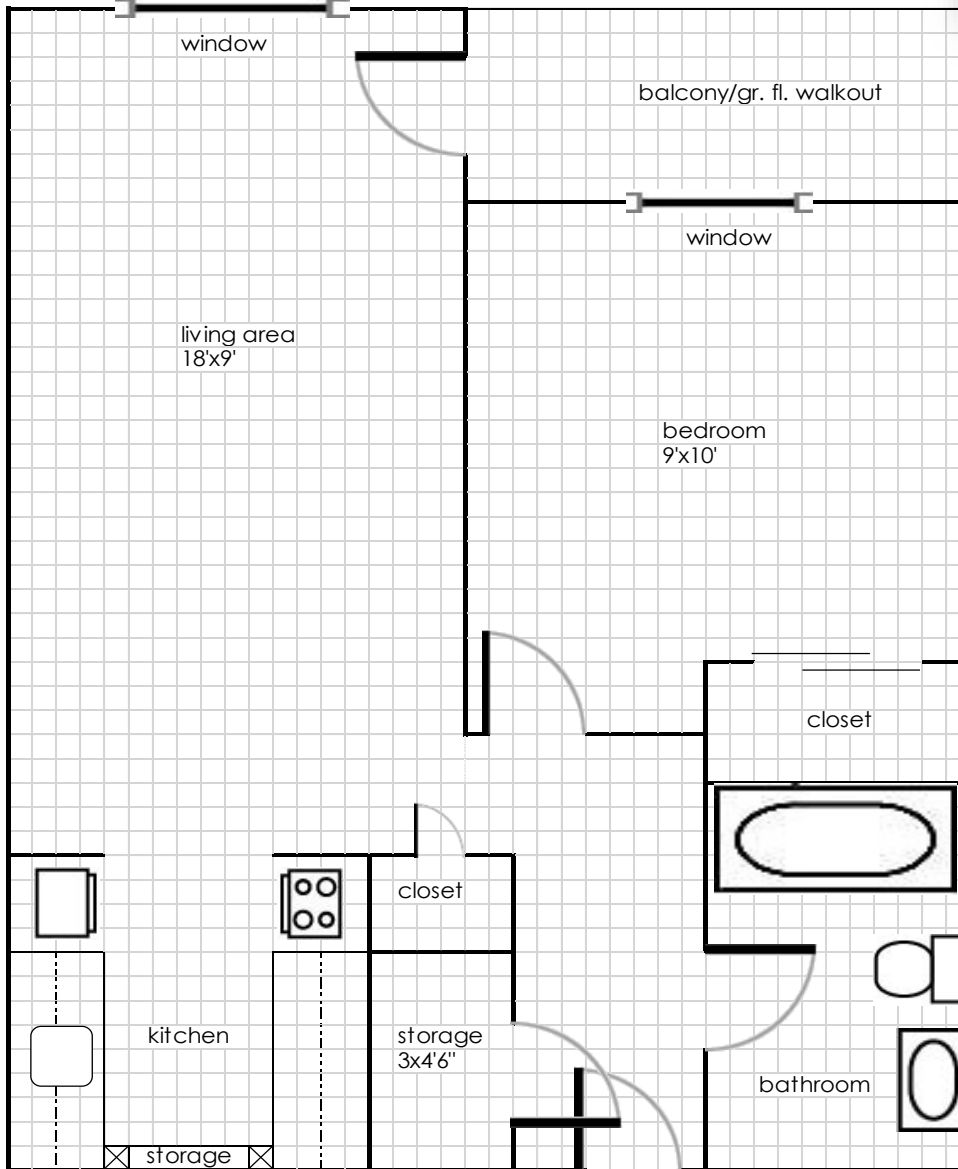 window
balcony/gr. fl. walkout
window
living area
18'x9'
bedroom
9'x10'
closet
closet
kitchen
storage
3x4'6"
bathroom
storage